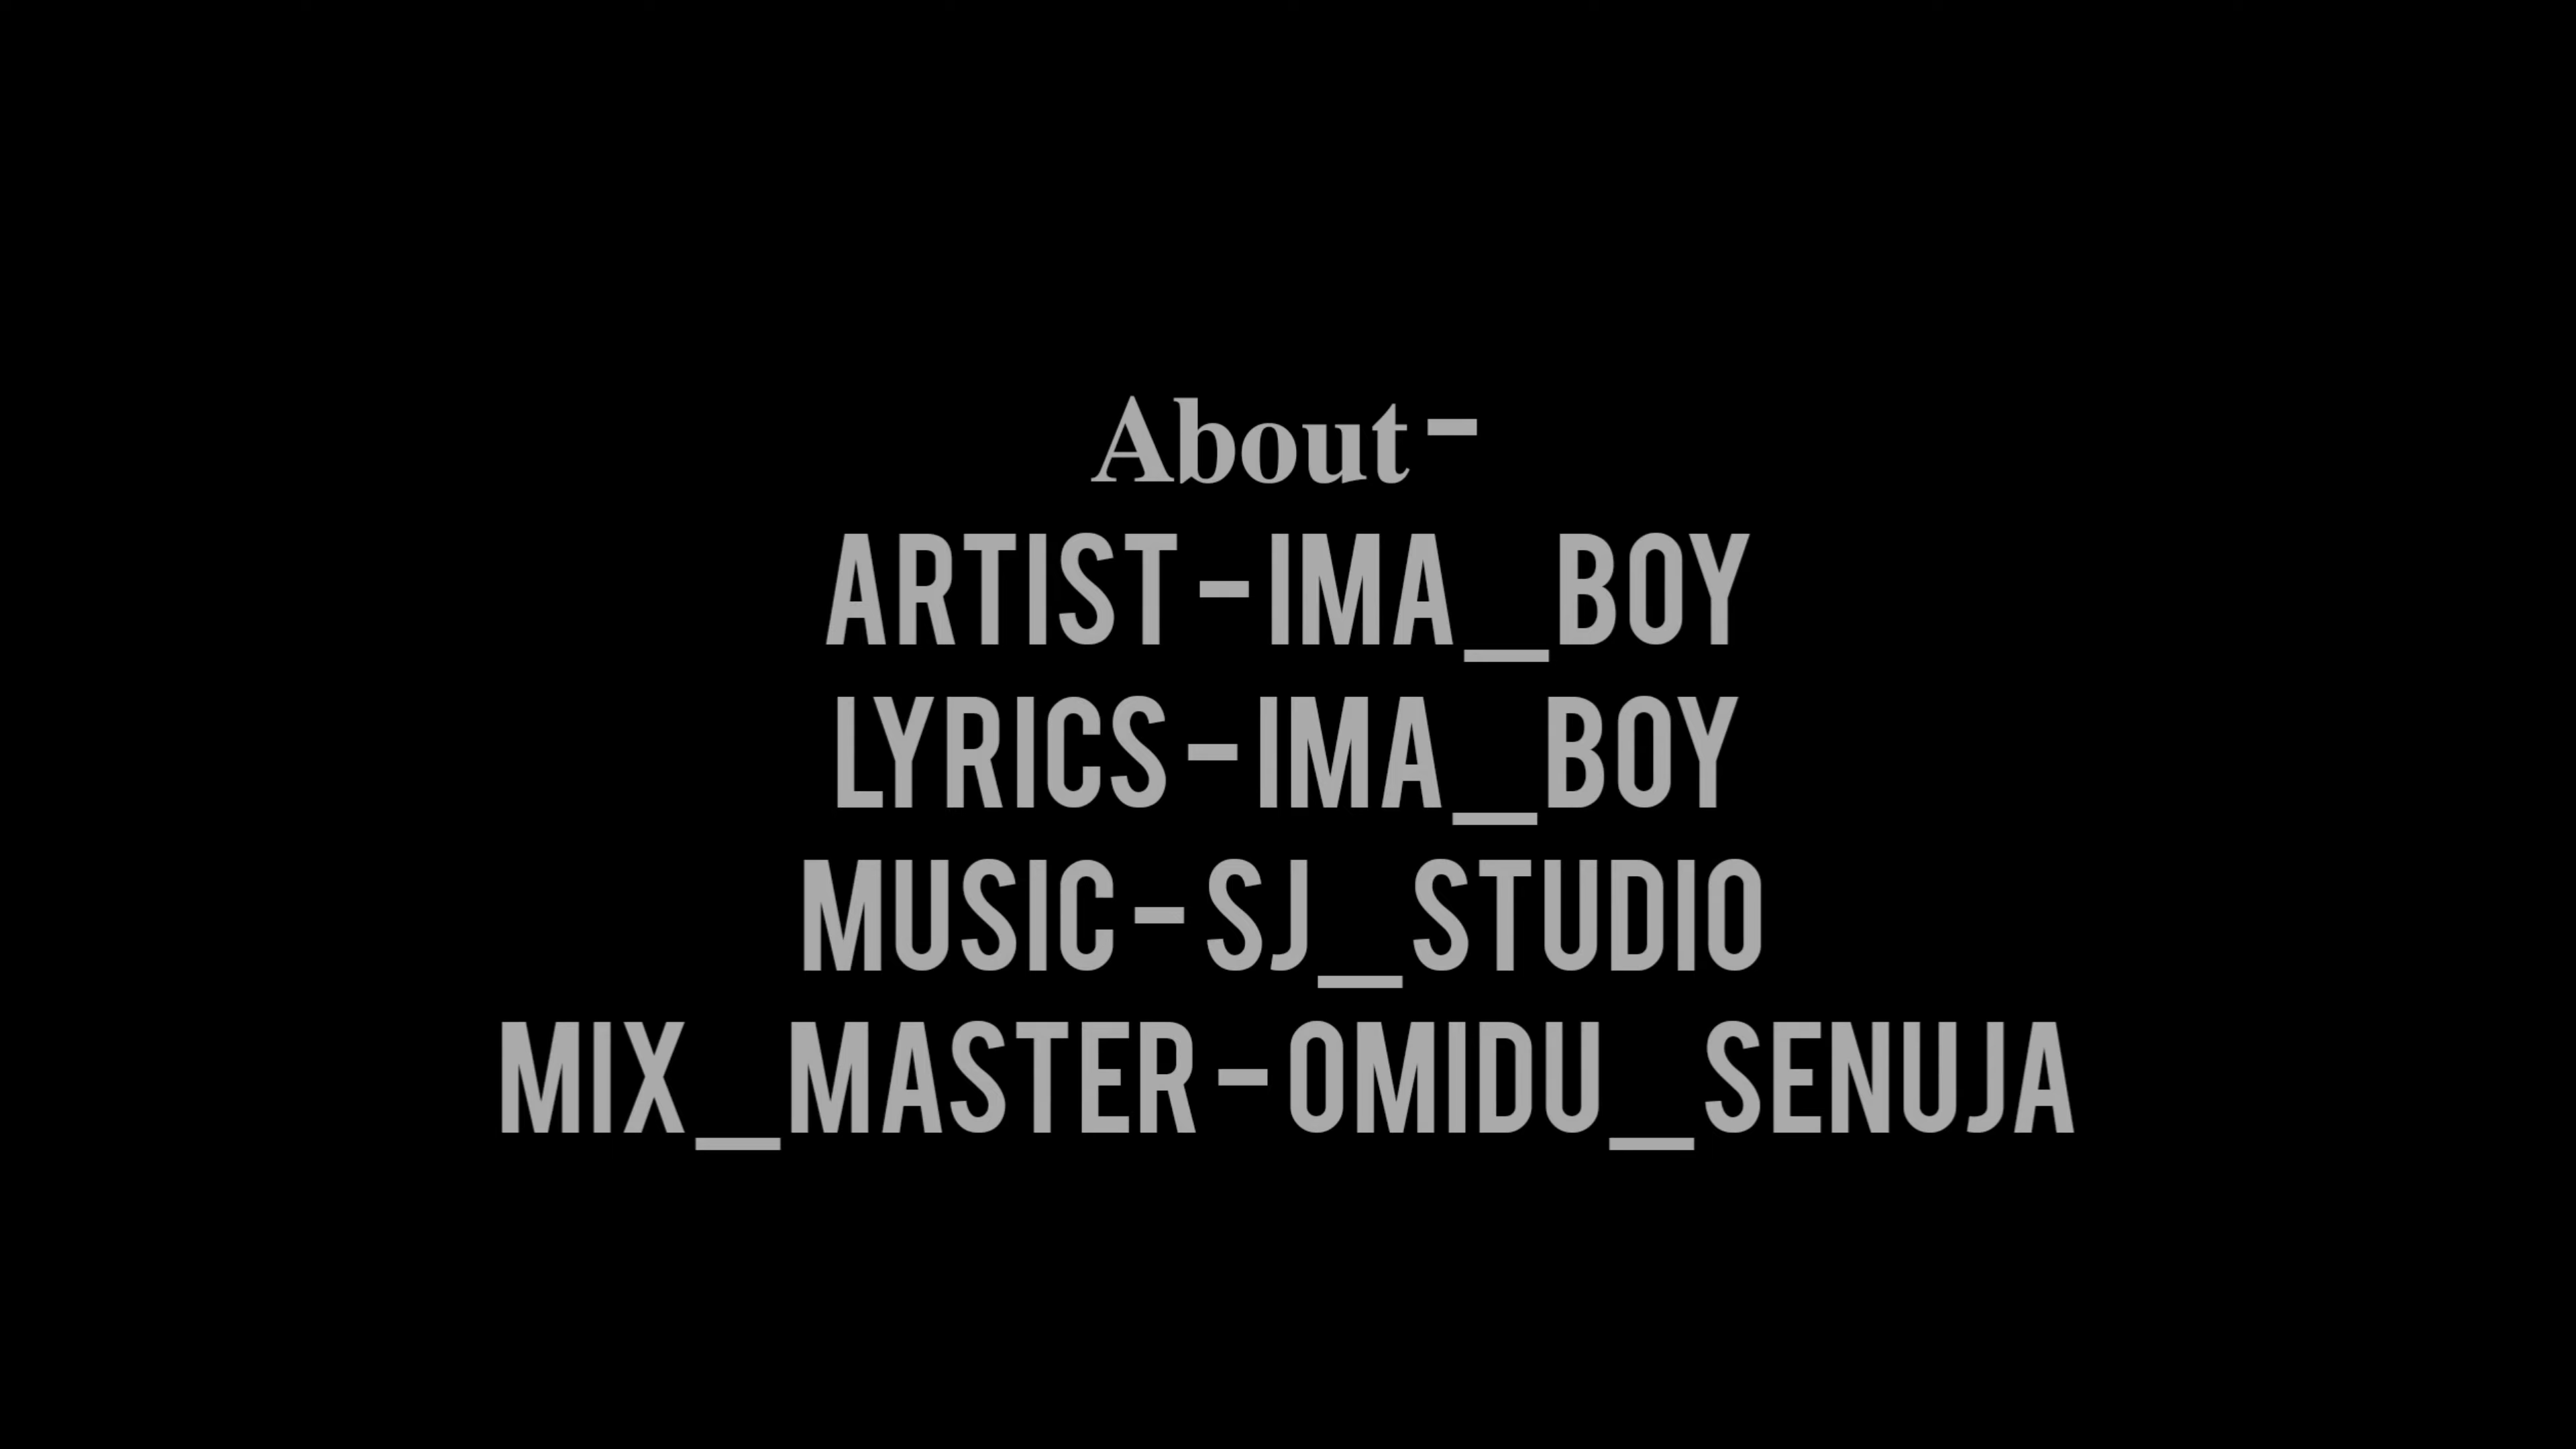 About-
ARTIST-IMA_BOY
LYRICS-IMA_BOY
MUSIC-SJ_STUDIO
MIX_MASTER-OMIDU_SENUJA